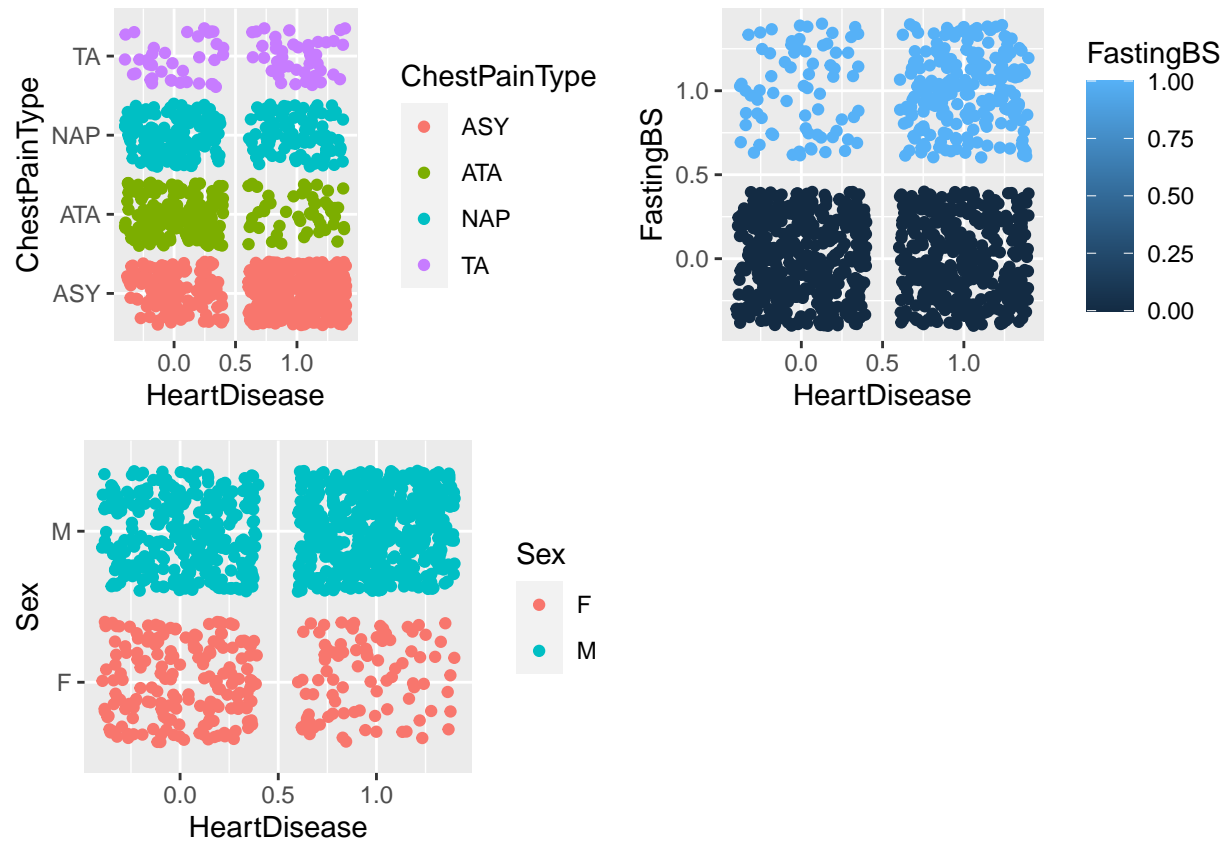 ChestPainType
TA
NAP
ATA
ASY
0.0 0.5 1.0
HeartDisease
ChestPainType
ASY
ATA
NAP
TA
FastingBS
1.0
0.5
0.0
0.0 0.5 1.0
HeartDisease
FastingBS
1.00
0.75
0.50
0.25
0.00
Sex
M
F
0.0 0.5 1.0
HeartDisease
Sex
F
M